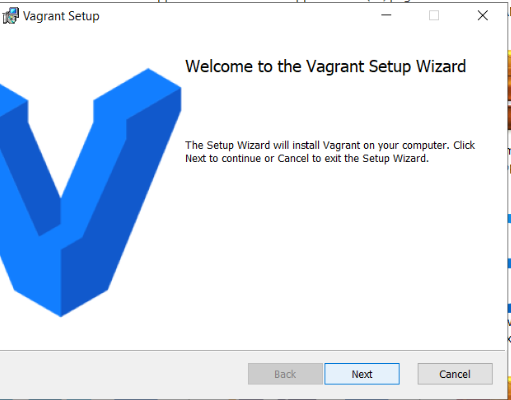 Vagrant Setup
Welcome to the Vagrant Setup Wizard
The Setup Wizard will install Vagrant on your computer. Click
Next to continue or Cancel to exit the Setup Wizard.
Back
Next
Cancel